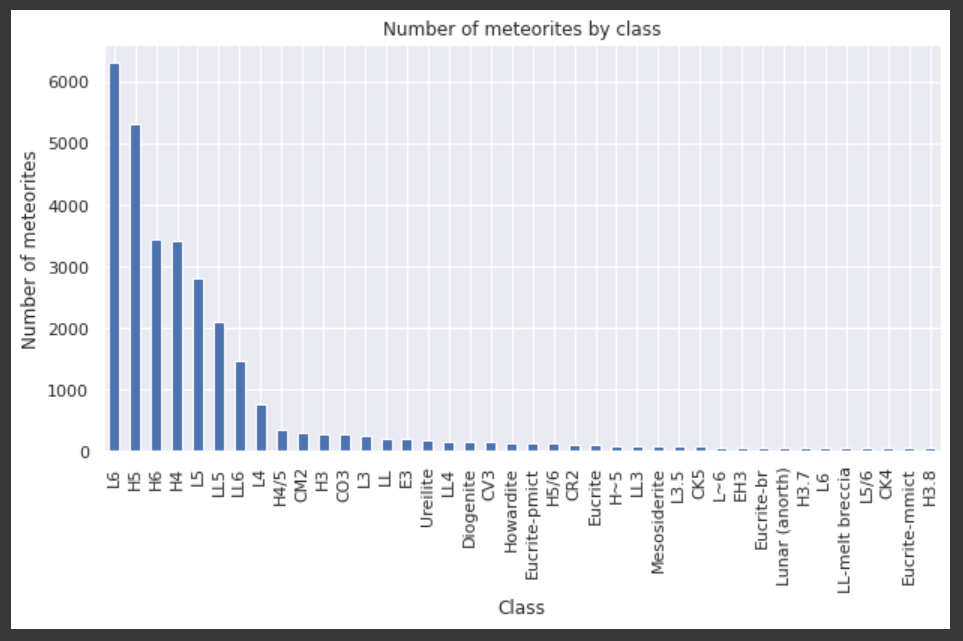 Number of meteorites by class
Number of meteorites
6000
5000
4000
3000
2000
1000
0
L6
H5
H6
H4
L5
LL5
LL6
L4
H4/5
CM2
H3
CO3
L3
LL
E3
Ureilite
LL4
Diogenite
CV3
Howardite
Eucrite-pmict
H5/6
CR2
Eucrite
H~5
LL3
Mesosiderite
L3.5
CK5
L~6
EH3
Eucrite-br
Lunar (anorth)
H3.7
L6
LL-melt breccia
L5/6
CK4
Eucrite-mmict
H3.8
Class